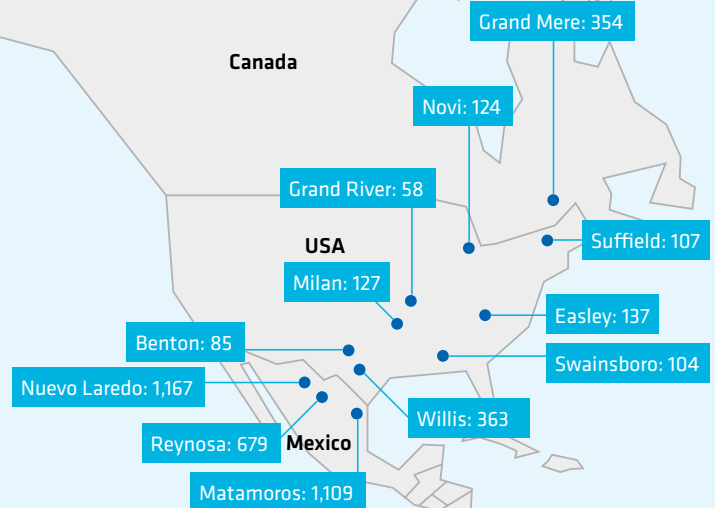 Grand Mere: 354
Canada
Novi: 124
Grand River: 58
USA
Suffield: 107
Milan: 127
Easley: 137
Benton: 85
Swainsboro: 104
Nuevo Laredo: 1,167
Willis: 363
Reynosa: 679
Mexico
Matamoros: 1,109